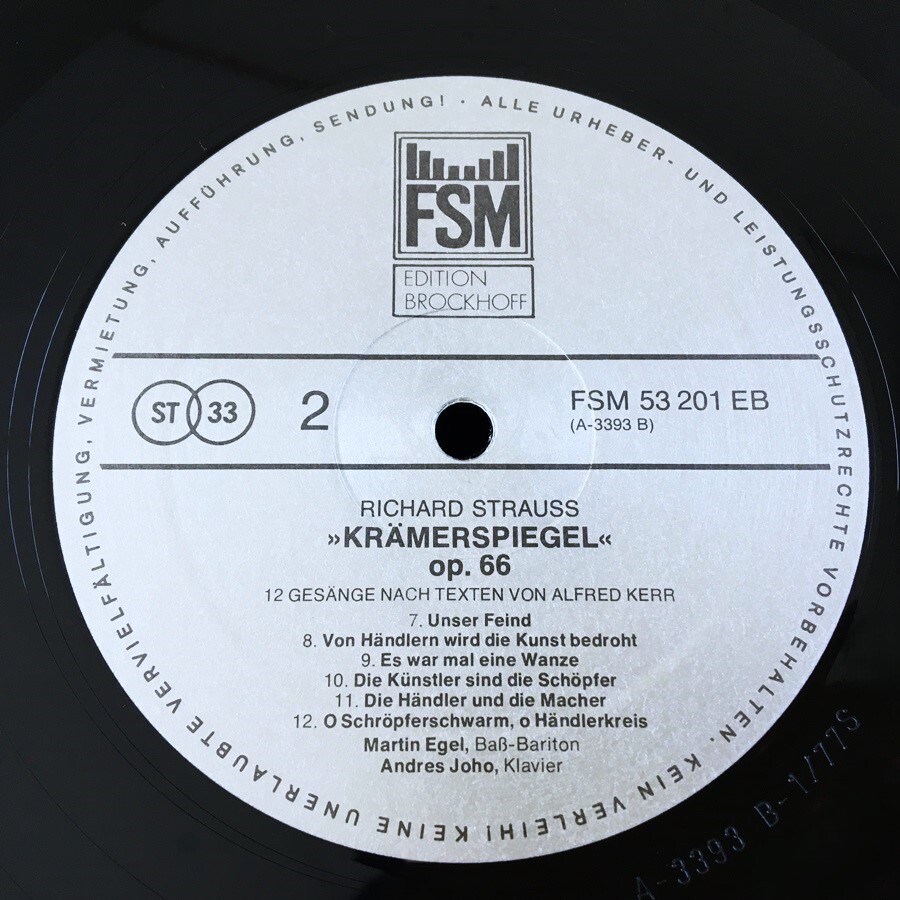 FSM
EDITION
BROCKHOFF
ST 33
2
FSM 53 201 EB
(A-3393 B)
RICHARD STRAUSS
»KRÄMERSPIEGEL«
op. 66
12 GESÄNGE NACH TEXTEN VON ALFRED KERR
7. Unser Feind
8. Von Händlern wird die Kunst bedroht
9. Es war mal eine Wanze
10. Die Künstler sind die Schöpfer
11. Die Händler und die Macher
12. O Schröpferschwarm, o Händlerkreis
Martin Egel, Baß-Bariton
Andres Joho, Klavier
ALLE URHEBER- UND LEISTUNGSSCHUTZRECHTE VORBEHALTEN. KEIN VERLEIH! KEINE UNERLAUBTE VERVIELFÄLTIGUNG, VERMIETUNG, AUFFÜHRUNG, SENDUNG! ·
A-3393 B-1/77S